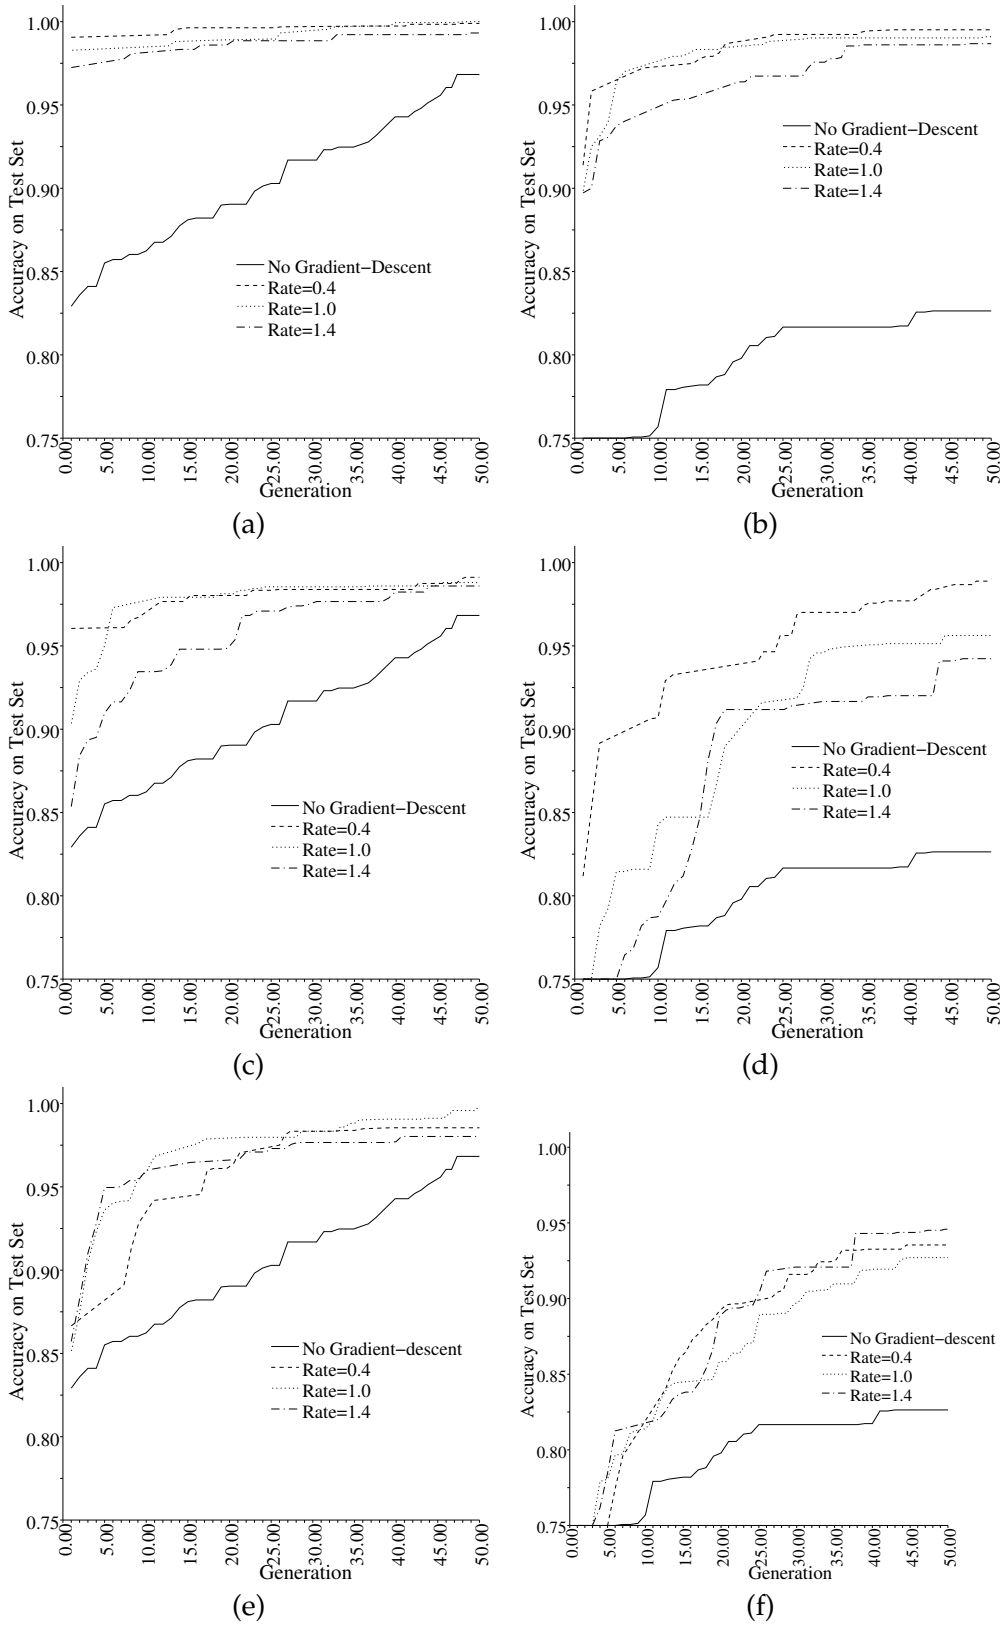 1.00
0.95
0.90
0.85
0.80
0.75
Accuracy on Test Set
No Gradient−Descent
Rate=0.4
Rate=1.0
Rate=1.4
0.00
5.00
10.00
15.00
20.00
25.00
30.00
35.00
40.00
45.00
50.00
Generation
(a)
1.00
0.95
0.90
0.85
0.80
0.75
Accuracy on Test Set
No Gradient−Descent
Rate=0.4
Rate=1.0
Rate=1.4
0.00
5.00
10.00
15.00
20.00
25.00
30.00
35.00
40.00
45.00
50.00
Generation
(b)
1.00
0.95
0.90
0.85
0.80
0.75
Accuracy on Test Set
No Gradient−Descent
Rate=0.4
Rate=1.0
Rate=1.4
0.00
5.00
10.00
15.00
20.00
25.00
30.00
35.00
40.00
45.00
50.00
Generation
(c)
1.00
0.95
0.90
0.85
0.80
0.75
Accuracy on Test Set
No Gradient−Descent
Rate=0.4
Rate=1.0
Rate=1.4
0.00
5.00
10.00
15.00
20.00
25.00
30.00
35.00
40.00
45.00
50.00
Generation
(d)
1.00
0.95
0.90
0.85
0.80
0.75
Accuracy on Test Set
No Gradient−descent
Rate=0.4
Rate=1.0
Rate=1.4
0.00
5.00
10.00
15.00
20.00
25.00
30.00
35.00
40.00
45.00
50.00
Generation
(e)
1.00
0.95
0.90
0.85
0.80
0.75
Accuracy on Test Set
No Gradient−descent
Rate=0.4
Rate=1.0
Rate=1.4
0.00
5.00
10.00
15.00
20.00
25.00
30.00
35.00
40.00
45.00
50.00
Generation
(f)